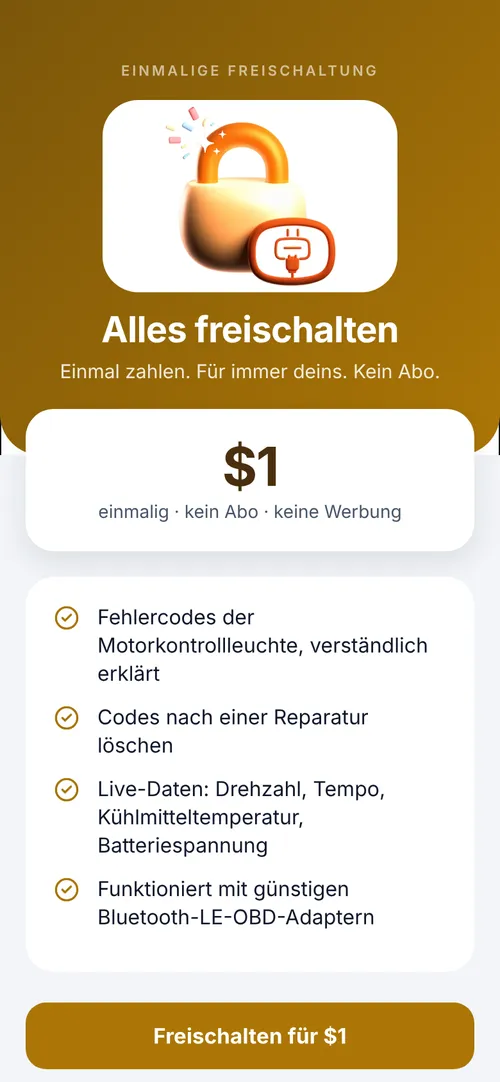 EINMALIGE FREISCHALTUNG
Alles freischalten
Einmal zahlen. Für immer deins. Kein Abo.
$1
einmalig · kein Abo · keine Werbung
Fehlercodes der
Motorkontrollleuchte, verständlich
erklärt
Codes nach einer Reparatur
löschen
Live-Daten: Drehzahl, Tempo,
Kühlmitteltemperatur,
Batteriespannung
Funktioniert mit günstigen
Bluetooth-LE-OBD-Adaptern
Freischalten für $1